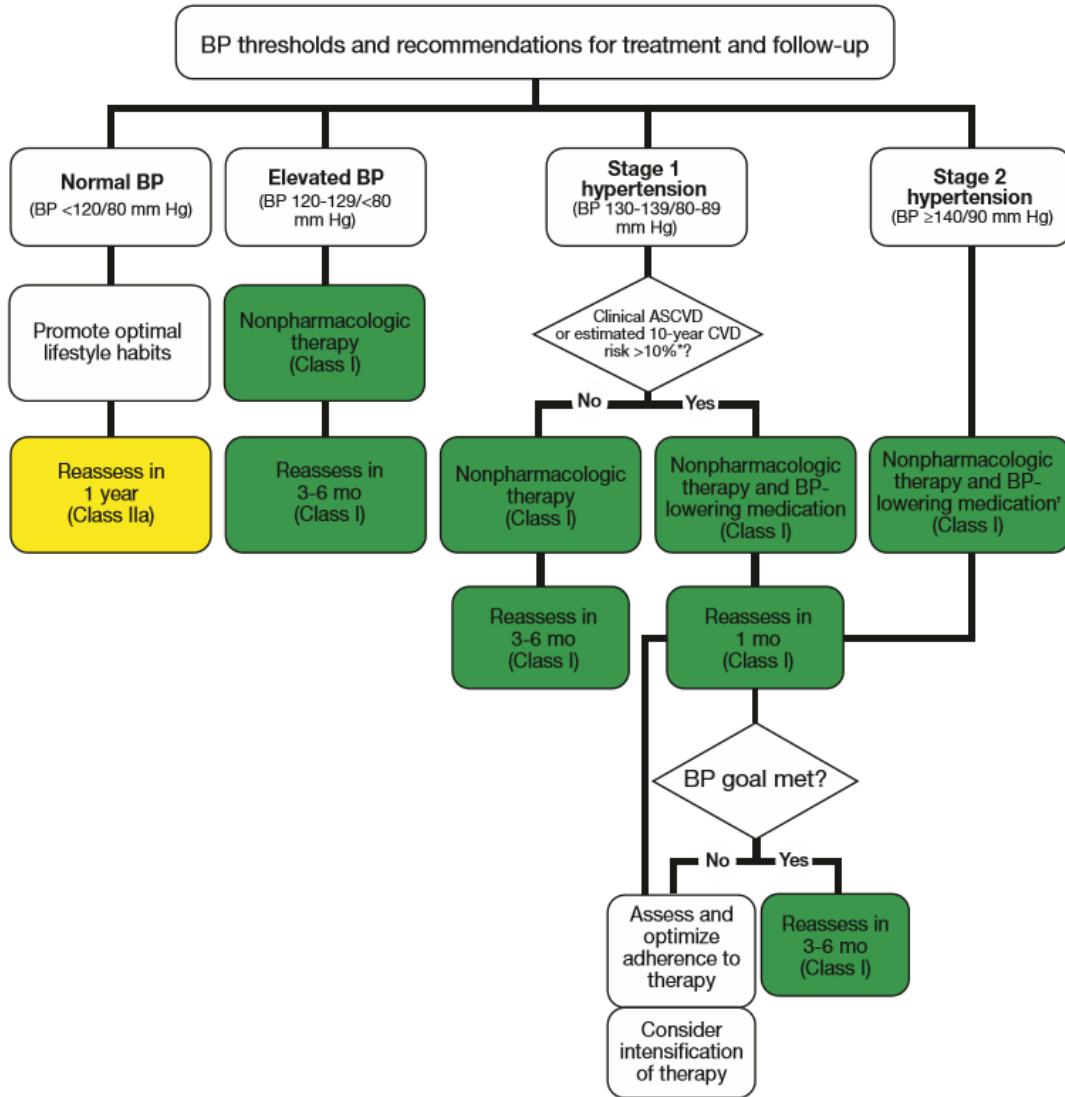 BP thresholds and recommendations for treatment and follow-up
Normal BP
(BP <120/80 mm Hg)
Elevated BP
(BP 120-129/<80
mm Hg)
Stage 1
hypertension
(BP 130-139/80-89
mm Hg)
Stage 2
hypertension
(BP ≥140/90 mm Hg)
Promote optimal
lifestyle habits
Nonpharmacologic
therapy
(Class I)
Clinical ASCVD
or estimated 10-year CVD
risk >10%*?
No
Yes
Reassess in
1 year
(Class IIa)
Reassess in
3-6 mo
(Class I)
Nonpharmacologic
therapy
(Class I)
Nonpharmacologic
therapy and BP-
lowering medication
(Class I)
Nonpharmacologic
therapy and BP-
lowering medication†
(Class I)
Reassess in
3-6 mo
(Class I)
Reassess in
1 mo
(Class I)
BP goal met?
No
Yes
Assess and
optimize
adherence to
therapy
Reassess in
3-6 mo
(Class I)
Consider
intensification
of therapy